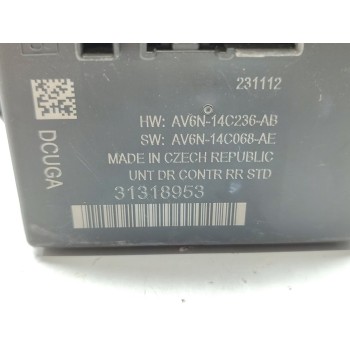 231112
HW: AV6N-14C236-AB
SW: AV6N-14C068-AE
MADE IN CZECH REPUBLIC
UNT DR CONTR RR STD
31318953
DCUGA